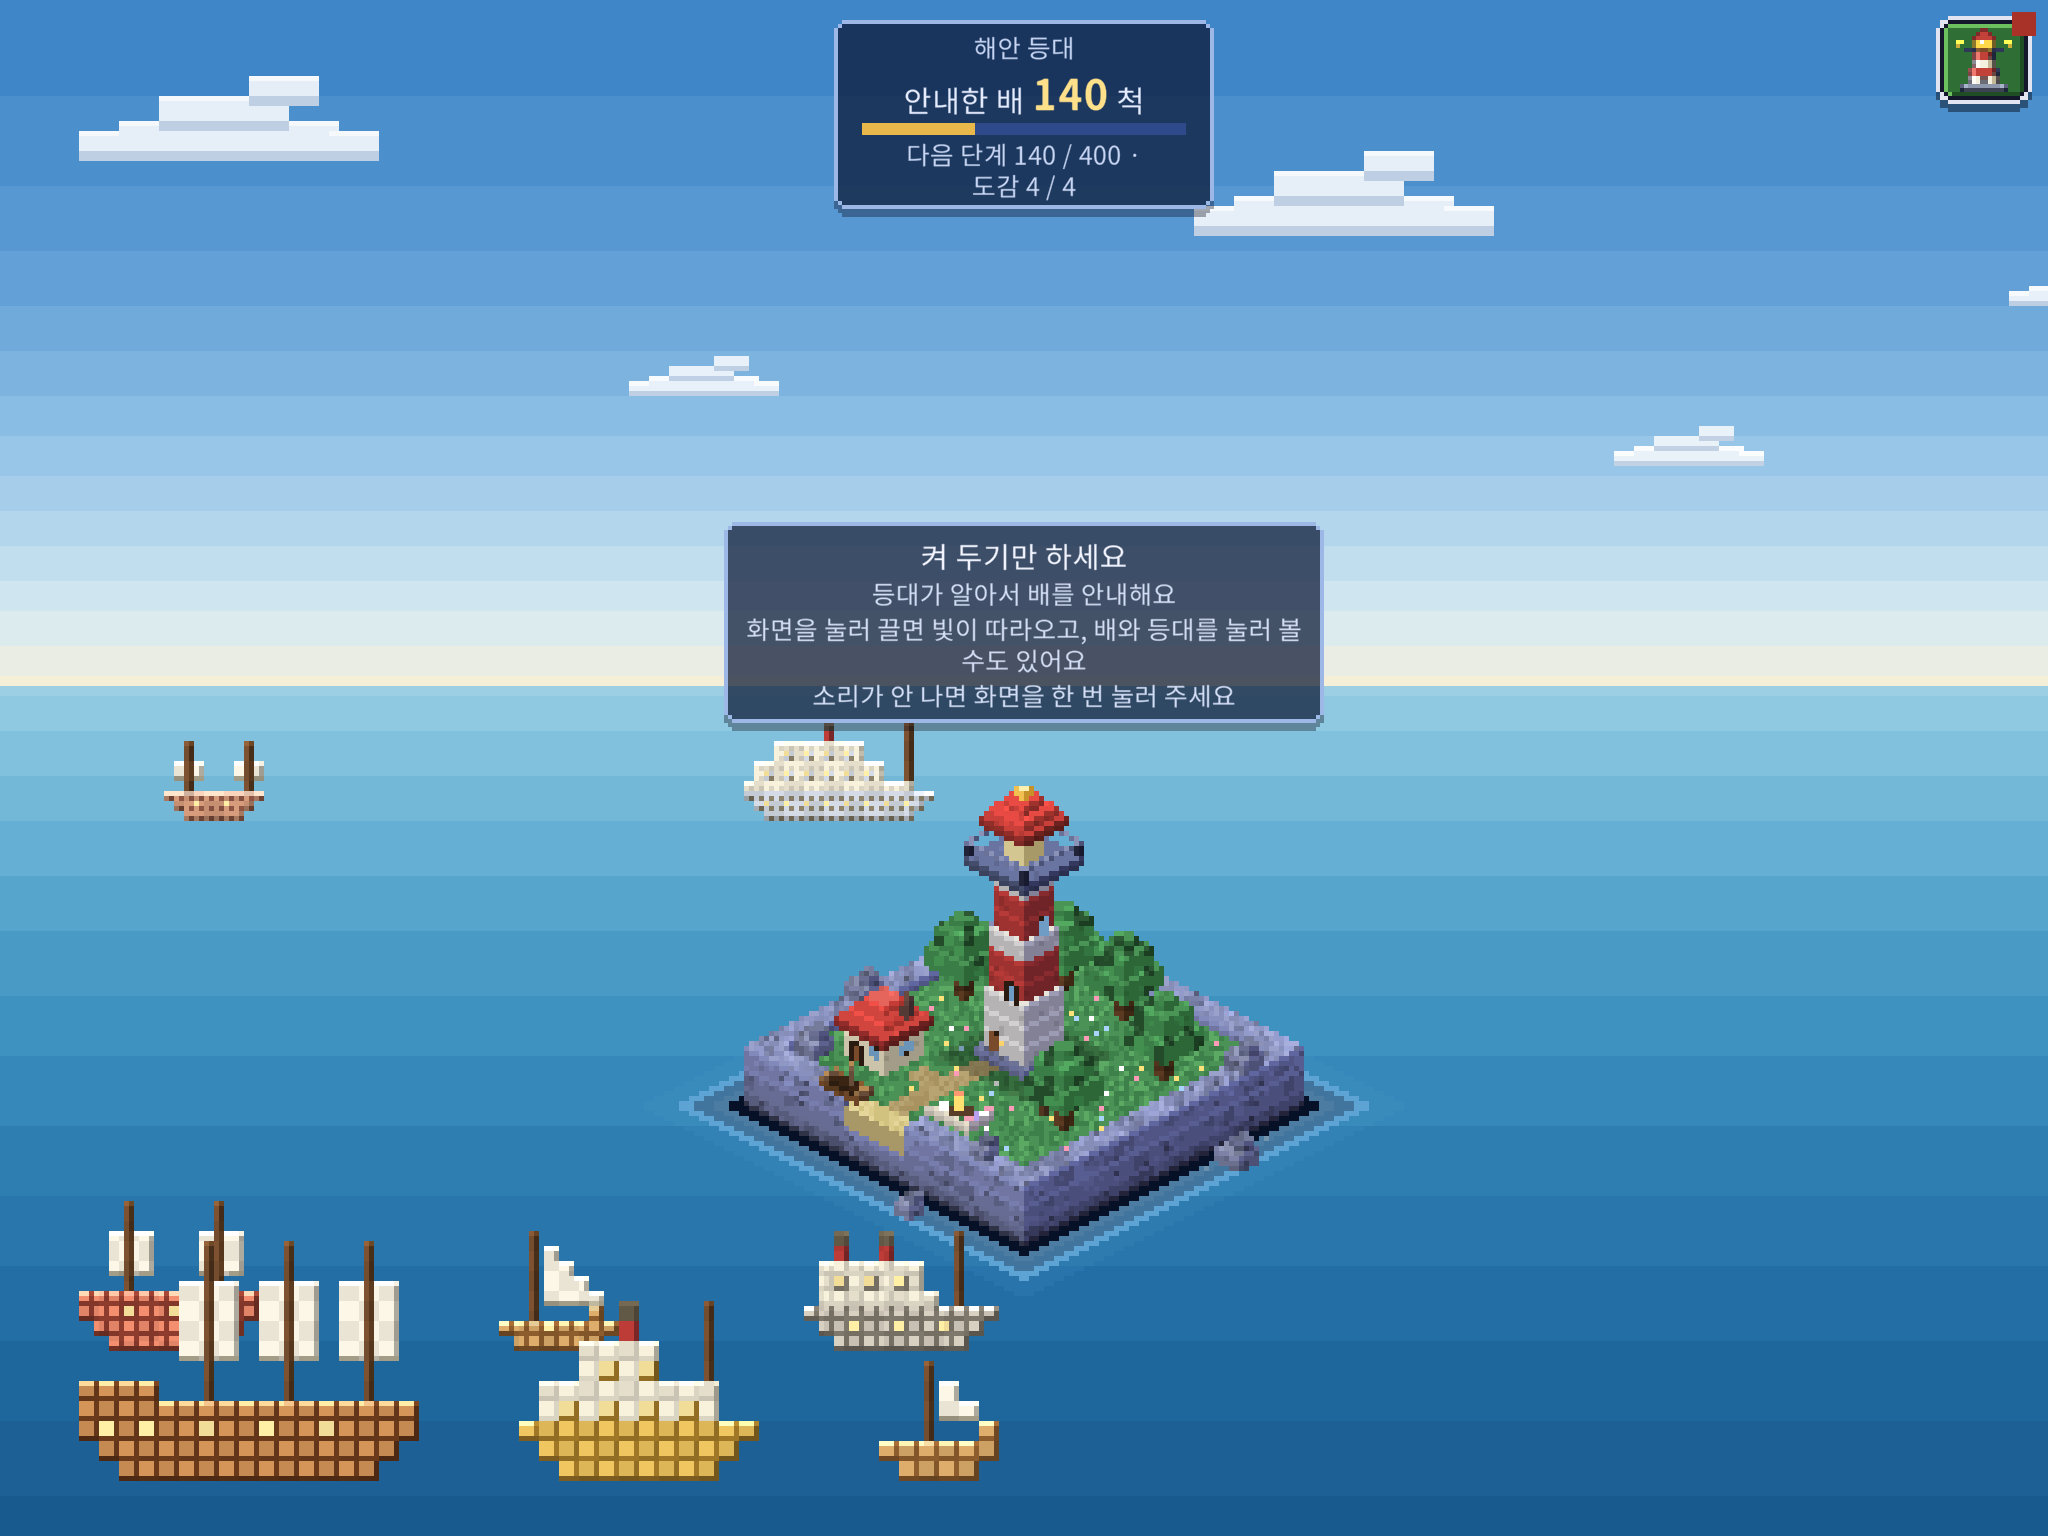 해안 등대
안내한 배 140 척
다음 단계 140 / 400 ·
도감 4 / 4
켜 두기만 하세요
등대가 알아서 배를 안내해요
화면을 눌러 끌면 빛이 따라오고, 배와 등대를 눌러 볼
수도 있어요
소리가 안 나면 화면을 한 번 눌러 주세요